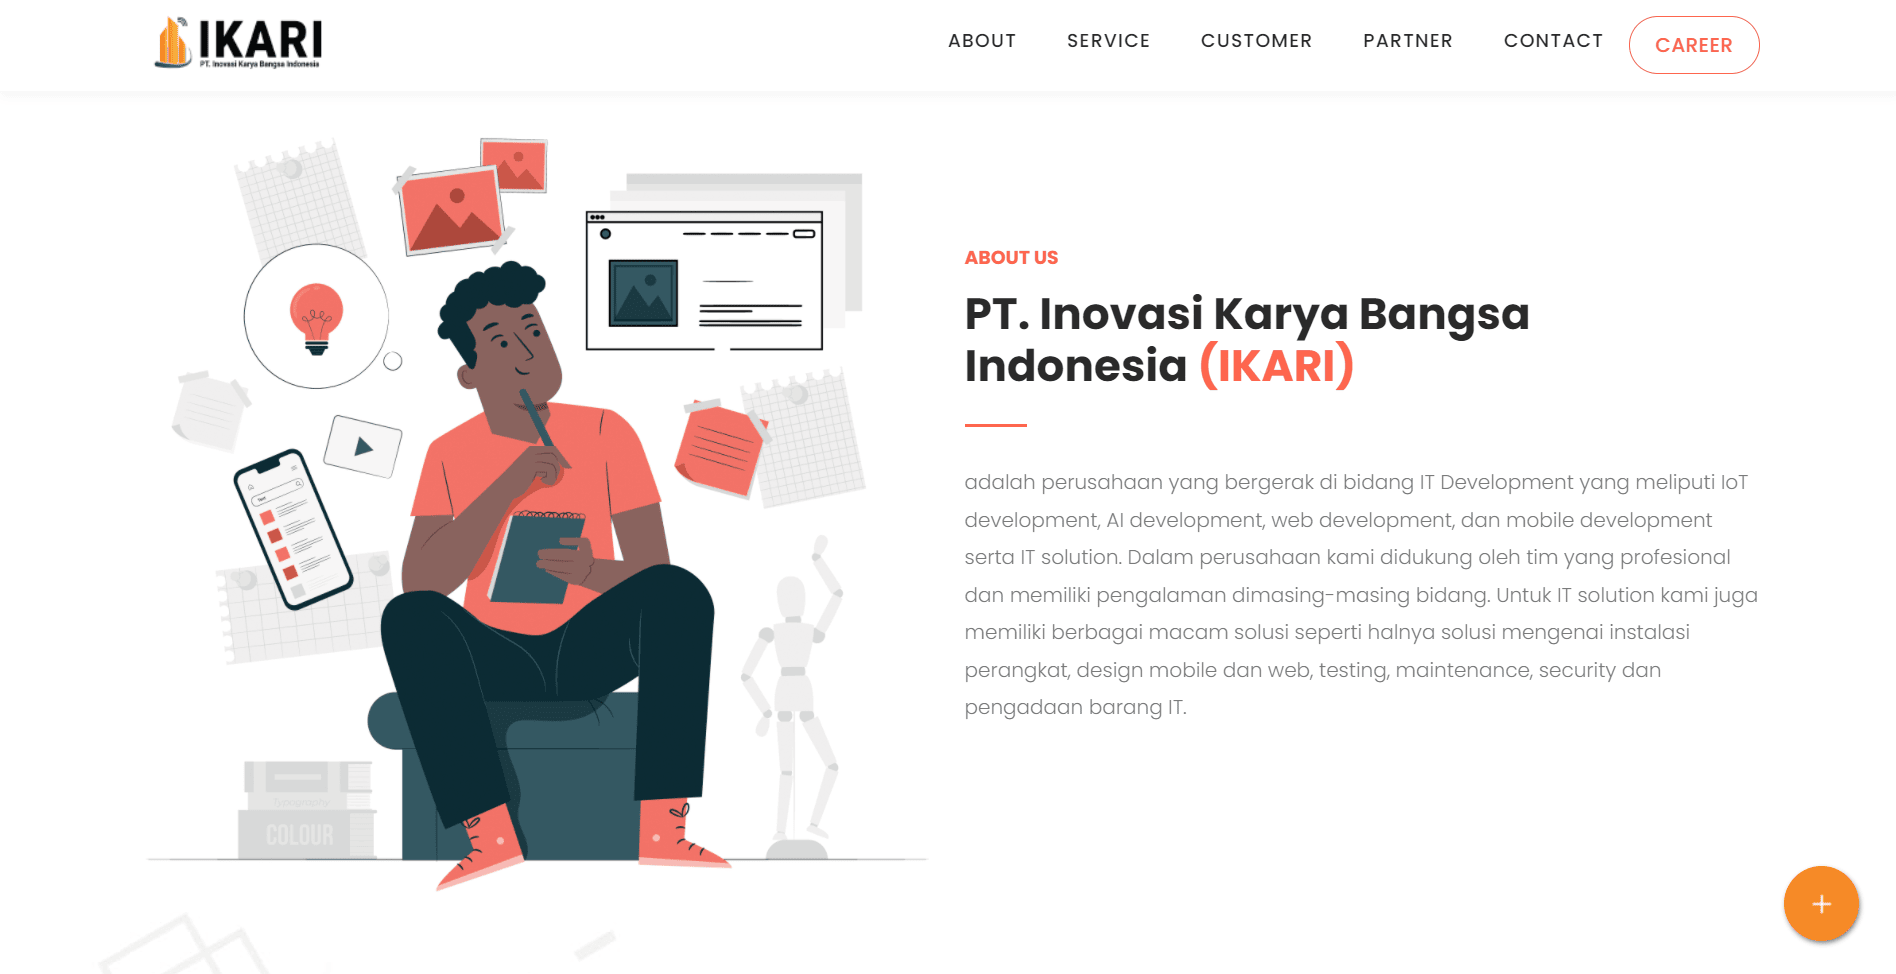 IKARI
PT. Inovasi Karya Bangsa Indonesia
ABOUT
SERVICE
CUSTOMER
PARTNER
CONTACT
CAREER
ABOUT US
PT. Inovasi Karya Bangsa
Indonesia (IKARI)
adalah perusahaan yang bergerak di bidang IT Development yang meliputi IoT
development, AI development, web development, dan mobile development
serta IT solution. Dalam perusahaan kami didukung oleh tim yang profesional
dan memiliki pengalaman dimasing-masing bidang. Untuk IT solution kami juga
memiliki berbagai macam solusi seperti halnya solusi mengenai instalasi
perangkat, design mobile dan web, testing, maintenance, security dan
pengadaan barang IT.
Typography
COLOUR
+